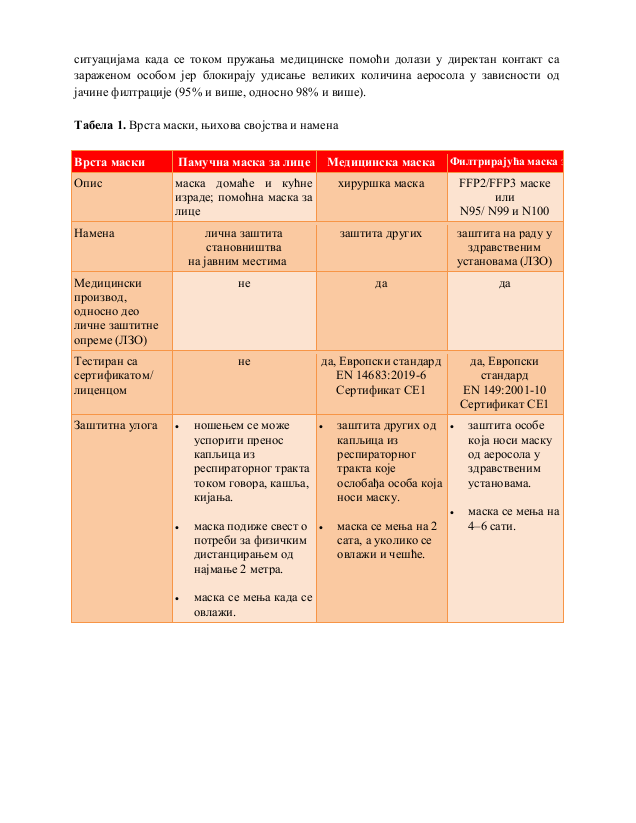 ситуацијама када се током пружања медицинске помоћи долази у директан контакт са
зараженом особом јер блокирају удисање великих количина аеросола у зависности од
јачине филтрације (95% и више, односно 98% и више).
Табела 1. Врста маски, њихова својства и намена
Врста маски
Памучна маска за лице
Медицинска маска
Филтрирајућа маска з
Опис
маска домаће и кућне
израде; помоћна маска за
лице
хируршка маска
FFP2/FFP3 маске
или
N95/ N99 и N100
Намена
лична заштита
становништва
на јавним местима
заштита других
заштита на раду у
здравственим
установама (ЛЗО)
Медицински
производ,
односно део
личне заштитне
опреме (ЛЗО)
не
да
да
Тестиран са
сертификатом/
лиценцом
не
да, Европски стандард
EN 14683:2019-6
Сертификат CE1
да, Европски
стандард
EN 149:2001-10
Сертификат CE1
Заштитна улога
• ношењем се може
успорити пренос
капљица из
респираторног тракта
током говора, кашља,
кијања.
• маска подиже свест о
потреби за физичким
дистанцирањем од
најмање 2 метра.
• маска се мења када се
овлажи.
• заштита других од
капљица из
респираторног
тракта које
ослобађа особа која
носи маску.
• маска се мења на 2
сата, а уколико се
овлажи и чешће.
• заштита особе
која носи маску
од аеросола у
здравственим
установама.
• маска се мења на
4–6 сати.